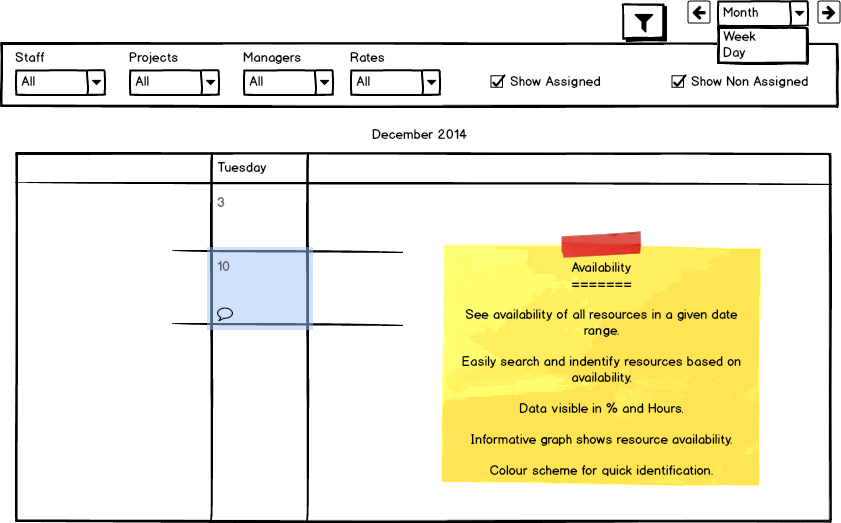 Month
Week
Day
Staff
Projects
Managers
Rates
All
All
All
All
Show Assigned
Show Non Assigned
December 2014
Tuesday
3
10
Availability
=======
See availability of all resources in a given date
range.
Easily search and indentify resources based on
availability.
Data visible in % and Hours.
Informative graph shows resource availability.
Colour scheme for quick identification.